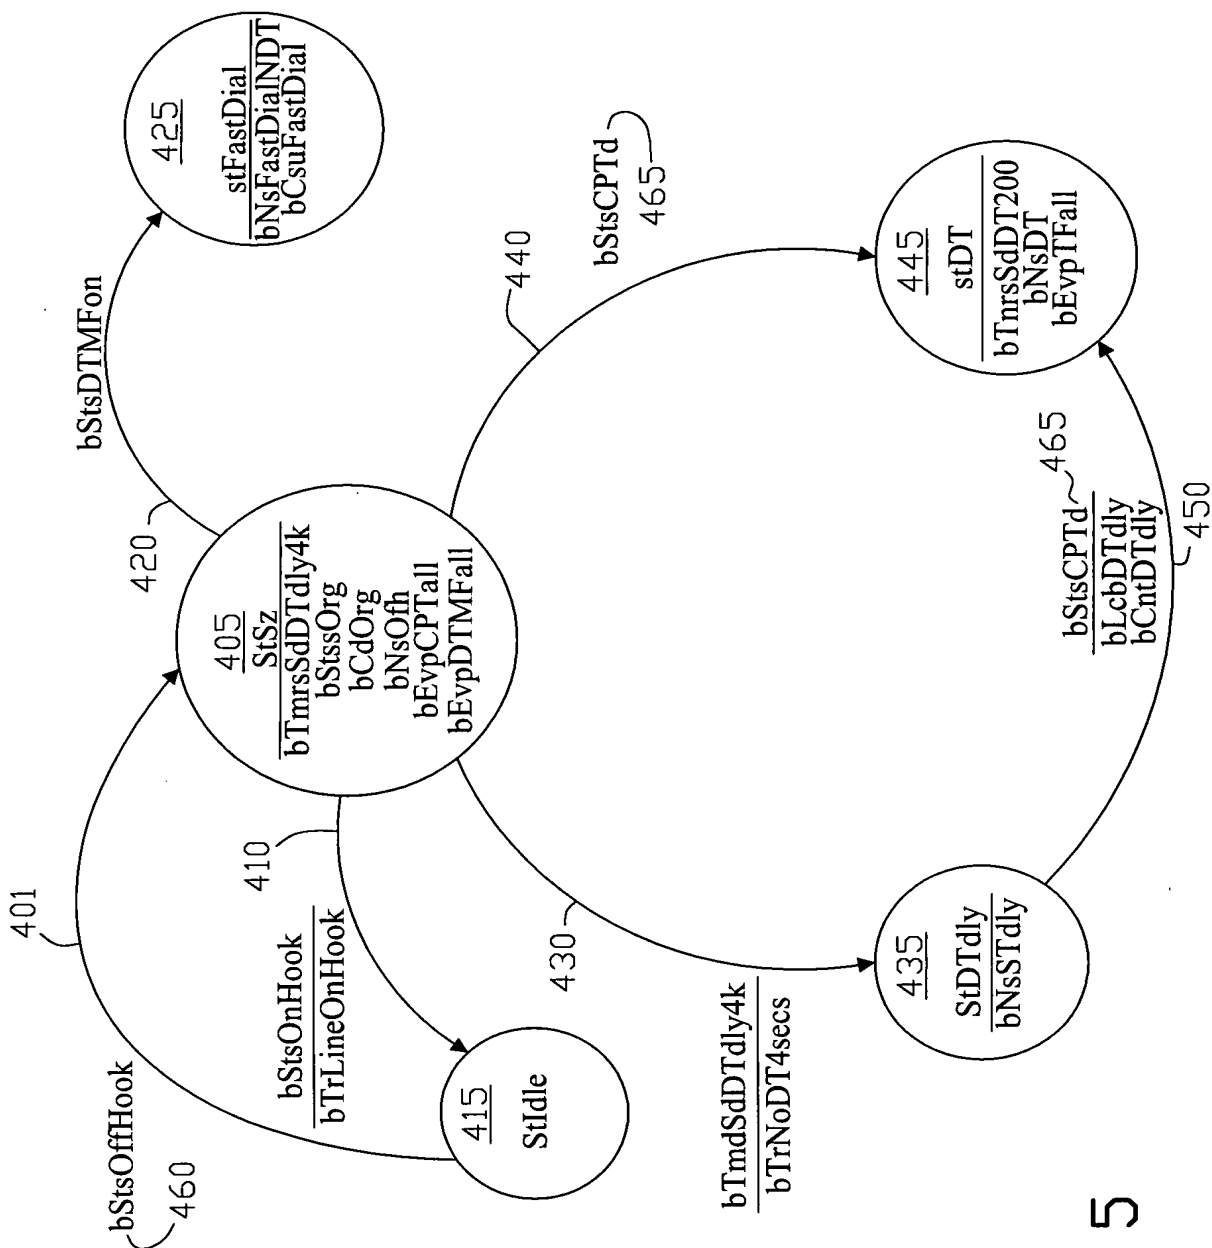 bStsOffHook
460
401
415
StIdle
bStsOnHook
bTrLineOnHook
410
405
StSz
bTmrsSdDTdly4k
bStssOrg
bCdOrg
bNsOfh
bEvpCPTall
bEvpDTMFall
420
bStsDTMFon
425
stFastDial
bNsFastDialNDT
bCsuFastDial
bTmdSdDTdly4k
bTrNoDT4secs
430
435
StDTdly
bNsSTdly
440
bStsCPTd
465
445
stDT
bTnrsSdDT200
bNsDT
bEvpTFall
bStsCPTd
465
bLcbDTdly
bCntDTdly
450
5